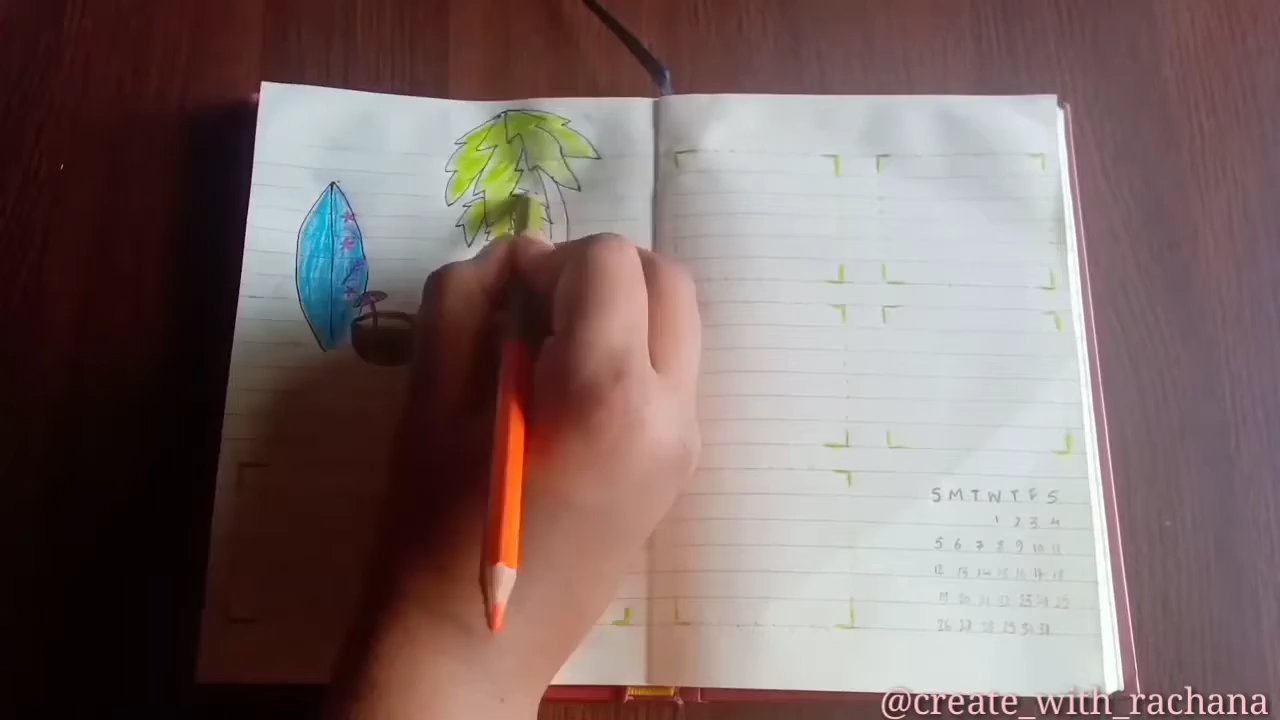 S M T W T F S
1 2 3 4
5 6 7 8 9 10 11
12 13 14 15 16 17 18
19 20 21 22 23 24 25
26 27 28 29 30 31
@create_with_rachana